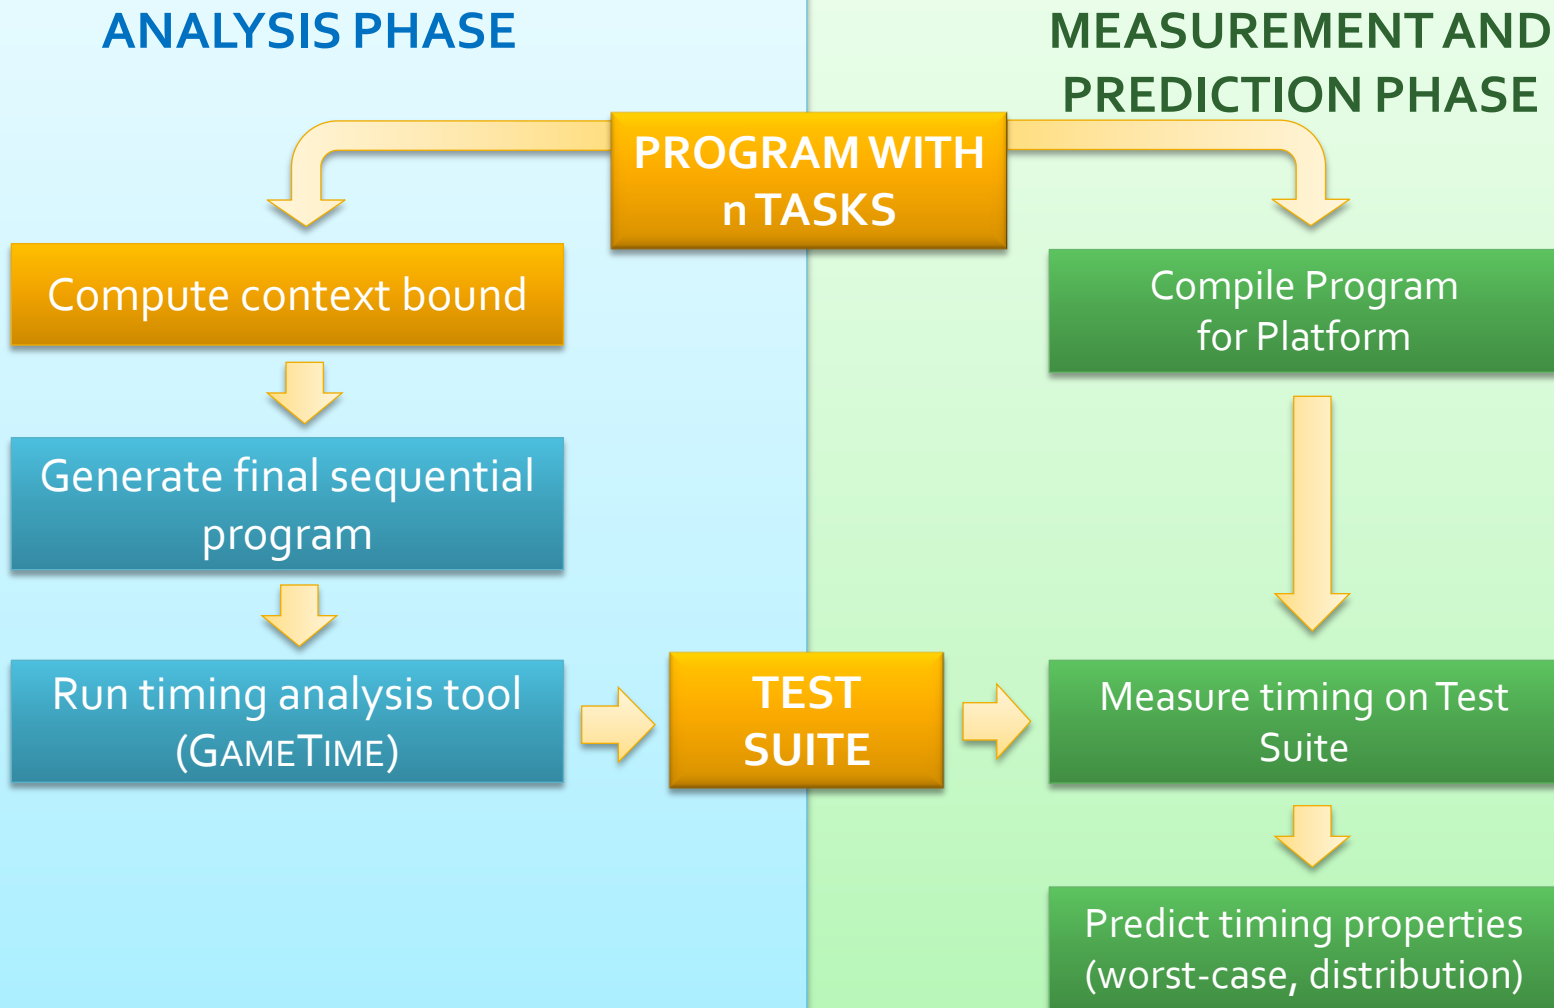 ANALYSIS PHASE
MEASUREMENT AND
PREDICTION PHASE
PROGRAM WITH
n TASKS
Compute context bound
Compile Program
for Platform
Generate final sequential
program
Run timing analysis tool
(GAMETIME)
TEST
SUITE
Measure timing on Test
Suite
Predict timing properties
(worst-case, distribution)